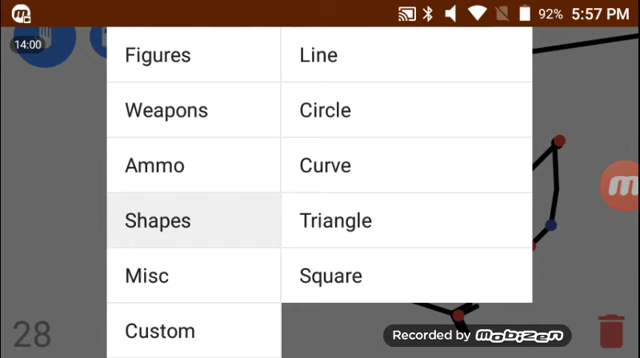 92% 5:57 PM
14:00
Figures
Line
Weapons
Circle
Ammo
Curve
Shapes
Triangle
Misc
Square
Custom
28
Recorded by mobizen